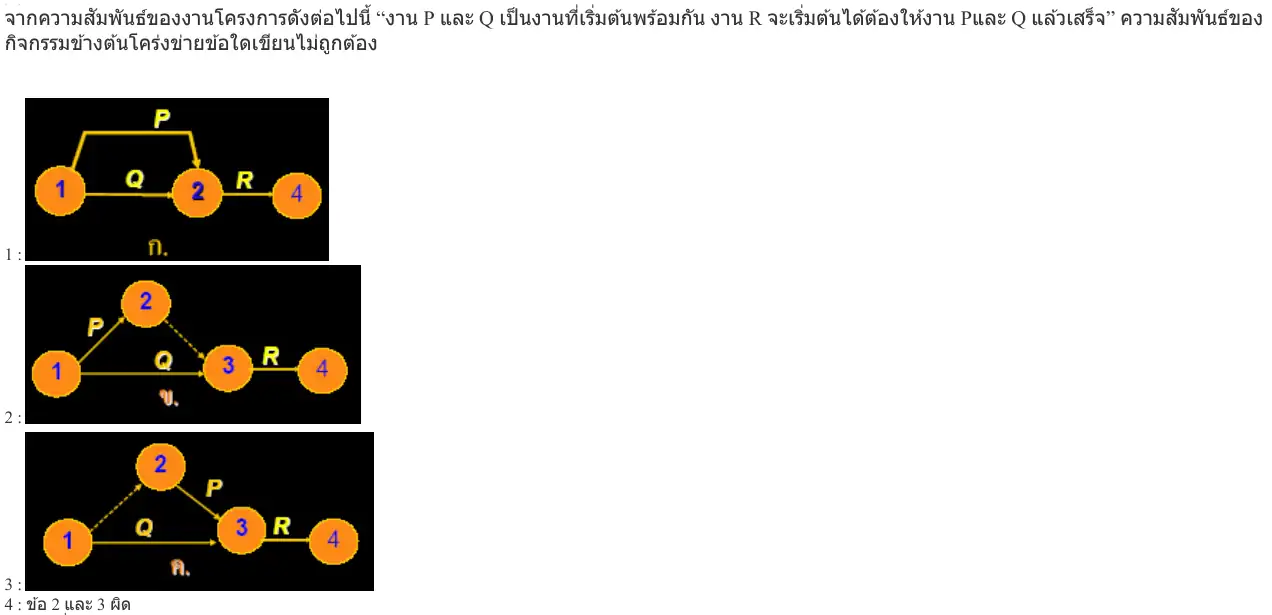 จากความสัมพันธ์ของงานโครงการดังต่อไปนี้ “งาน P และ Q เป็นงานที่เริ่มต้นพร้อมกัน งาน R จะเริ่มต้นได้ต้องให้งาน Pและ Q แล้วเสร็จ” ความสัมพันธ์ของ
กิจกรรมข้างต้นโคร่งข่ายข้อใดเขียนไม่ถูกต้อง
P
1 Q 2 R 4
ก.
1 :
2
P
1 Q 3 R 4
ข.
2 :
2
P
1 Q 3 R 4
ค.
3 :
4 : ข้อ 2 และ 3 ผิด